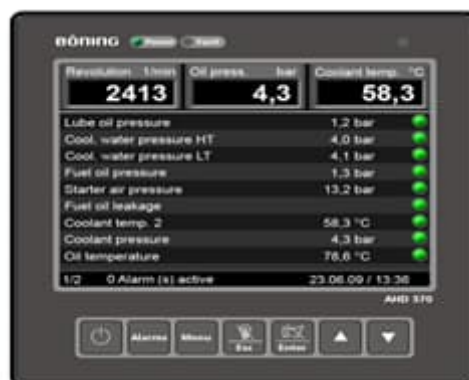 BÖNING Power Fault
Revolution 1/min Oil press. bar Coolant temp. °C
2413 4,3 58,3
Lube oil pressure 1,2 bar
Cool. water pressure HT 4,0 bar
Cool. water pressure LT 4,1 bar
Fuel oil pressure 1,3 bar
Starter air pressure 13,2 bar
Fuel oil leakage
Coolant temp. 2 58,3 °C
Coolant pressure 4,3 bar
Oil temperature 78,6 °C
1/2 0 Alarm (s) active 23.06.09 / 13:36
AHD 570
Alarms Menu Esc Enter